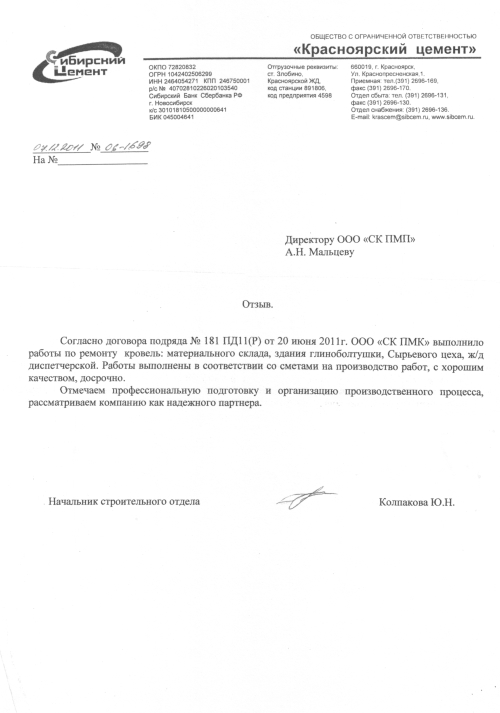 Сибирский
Цемент
ОБЩЕСТВО С ОГРАНИЧЕННОЙ ОТВЕТСТВЕННОСТЬЮ
«Красноярский цемент»
ОКПО 72820832
ОГРН 1042402506299
ИНН 2464054271 КПП 246750001
р/с № 40702810226020103540
Сибирский Банк Сбербанка РФ
г. Новосибирск
к/с 30101810500000000641
БИК 045004641
Отгрузочные реквизиты:
ст. Злобино.
Красноярской ЖД,
код станции 891806,
код предприятия 4598
660019, г. Красноярск,
Ул. Краснопресненская,1.
Приемная: тел.(391) 2696-169,
факс (391) 2696-170.
Отдел сбыта: тел.(391) 2696-131,
факс (391) 2696-130,
Отдел снабжения: (391) 2696-136.
E-mail: krascem@sibcem.ru, www.sibcem.ru.
07.12.2011 № 06-1698
На №
Директору ООО «СК ПМП»
А.Н. Мальцеву
Отзыв.
Согласно договора подряда № 181 ПД11(Р) от 20 июня 2011г. ООО «СК ПМК» выполнило
работы по ремонту кровель: материального склада, здания глиноболтушки, Сырьевого цеха, ж/д
диспетчерской. Работы выполнены в соответствии со сметами на производство работ, с хорошим
качеством, досрочно.
Отмечаем профессиональную подготовку и организацию производственного процесса,
рассматриваем компанию как надежного партнера.
Начальник строительного отдела Колпакова Ю.Н.